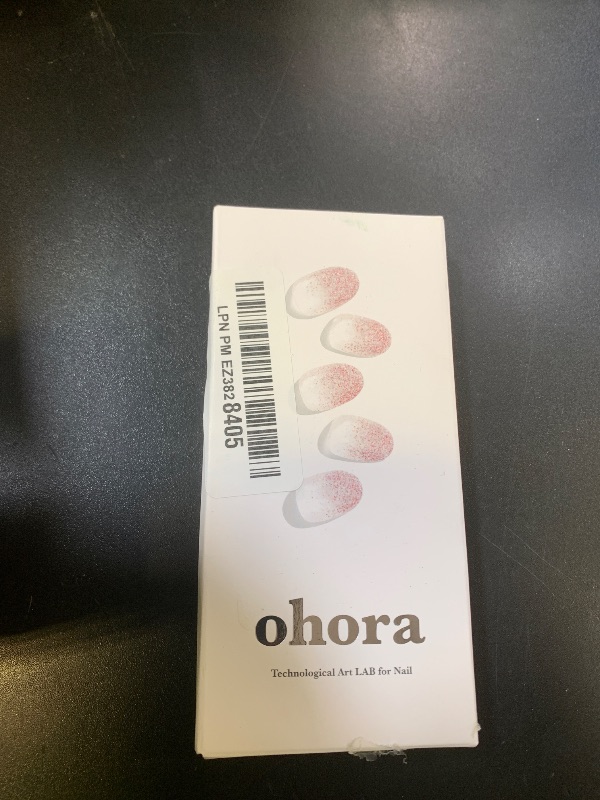 LPN PM EZ3828405
ohora
Technological Art LAB for Nail